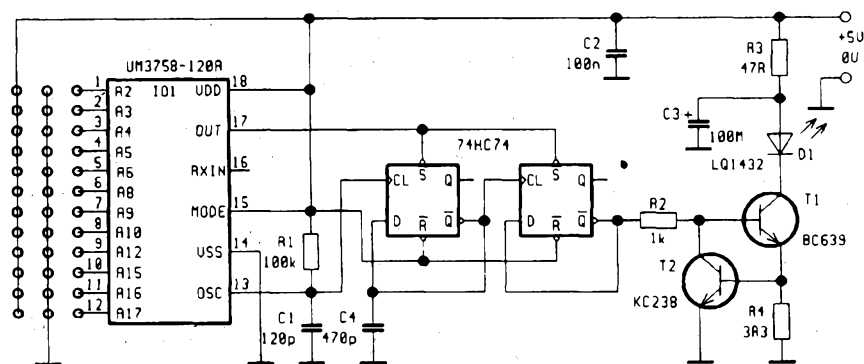 UM3758-120A
IO1
1 A2
2 A3
3 A4
4 A5
5 A6
6 A8
7 A9
8 A10
9 A12
10 A15
11 A16
12 A17
VDD 18
OUT 17
RXIN 16
MODE 15
VSS 14
OSC 13
R1
100k
C1
120p
C4
470p
74HC74
CL S Q
D R Q
CL S Q
D R Q
C2
100n
R3
47R
+5U
0U
C3 +
100M
LQ1432 D1
R2
1k
T1
BC639
T2
KC238
R4
3R3